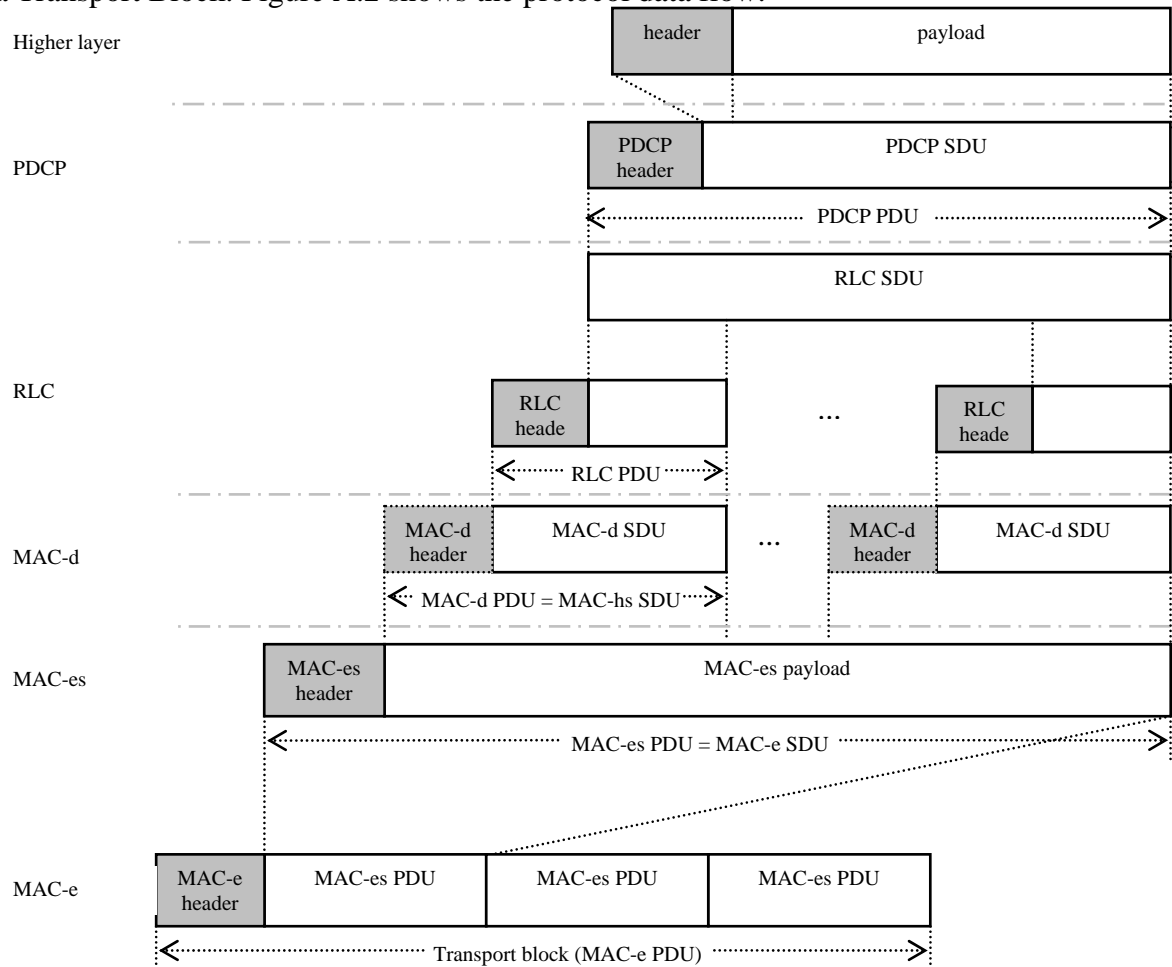 a Transport Block. Figure A.2 shows the protocol data flow.
Higher layer
header
payload
PDCP
PDCP
header
PDCP SDU
PDCP PDU
RLC SDU
RLC
RLC
heade
...
RLC
heade
RLC PDU
MAC-d
MAC-d
header
MAC-d SDU
...
MAC-d
header
MAC-d SDU
MAC-d PDU = MAC-hs SDU
MAC-es
MAC-es
header
MAC-es payload
MAC-es PDU = MAC-e SDU
MAC-e
MAC-e
header
MAC-es PDU
MAC-es PDU
MAC-es PDU
Transport block (MAC-e PDU)